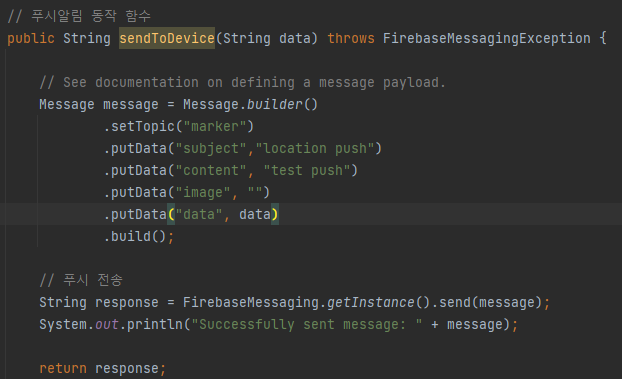 // 푸시알림 동작 함수
public String sendToDevice(String data) throws FirebaseMessagingException {
// See documentation on defining a message payload.
Message message = Message.builder()
.setTopic("marker")
.putData("subject","location push")
.putData("content", "test push")
.putData("image", "")
.putData("data", data)
.build();
// 푸시 전송
String response = FirebaseMessaging.getInstance().send(message);
System.out.println("Successfully sent message: " + message);
return response;